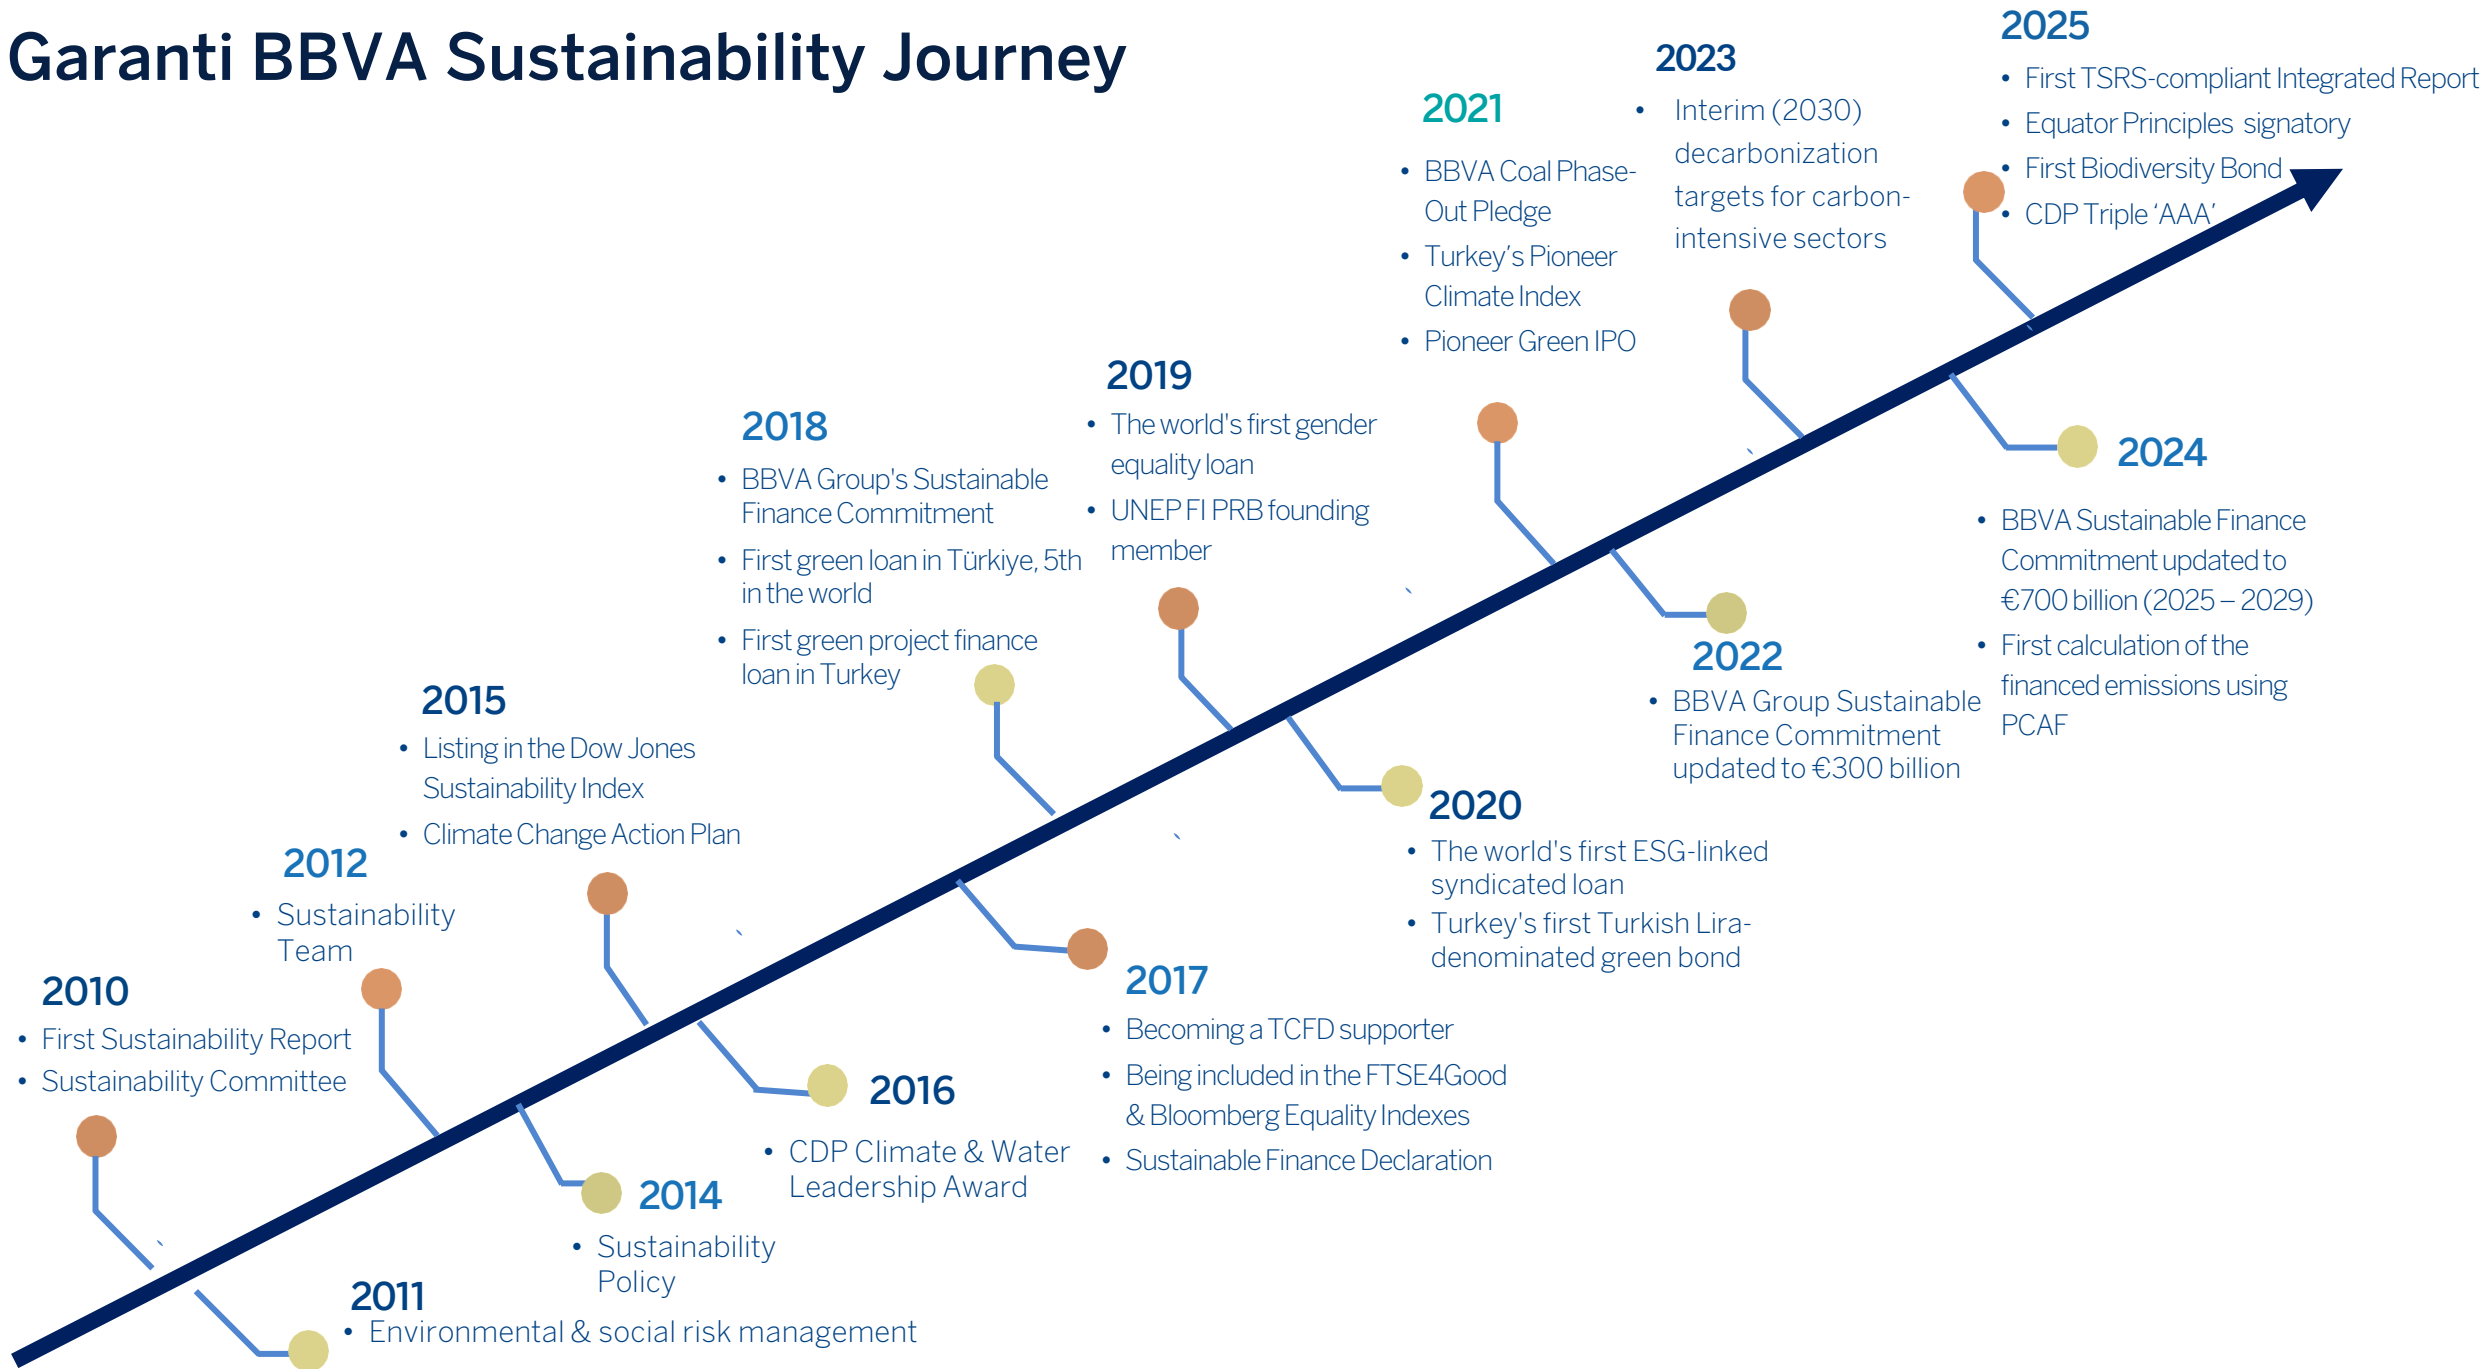 Garanti BBVA Sustainability Journey
2010
• First Sustainability Report
• Sustainability Committee
2011
• Environmental & social risk management
2012
• Sustainability
Team
2014
• Sustainability
Policy
2015
• Listing in the Dow Jones
Sustainability Index
• Climate Change Action Plan
2016
• CDP Climate & Water
Leadership Award
2017
• Becoming a TCFD supporter
• Being included in the FTSE4Good
& Bloomberg Equality Indexes
• Sustainable Finance Declaration
2018
• BBVA Group's Sustainable
Finance Commitment
• First green loan in Türkiye, 5th
in the world
• First green project finance
loan in Turkey
2019
• The world's first gender
equality loan
• UNEP FI PRB founding
member
2020
• The world's first ESG-linked
syndicated loan
• Turkey's first Turkish Lira-
denominated green bond
2021
• BBVA Coal Phase-
Out Pledge
• Turkey’s Pioneer
Climate Index
• Pioneer Green IPO
2022
• BBVA Group Sustainable
Finance Commitment
updated to €300 billion
2023
• Interim (2030)
decarbonization
targets for carbon-
intensive sectors
2024
• BBVA Sustainable Finance
Commitment updated to
€700 billion (2025 – 2029)
• First calculation of the
financed emissions using
PCAF
2025
• First TSRS-compliant Integrated Report
• Equator Principles signatory
• First Biodiversity Bond
• CDP Triple ‘AAA’